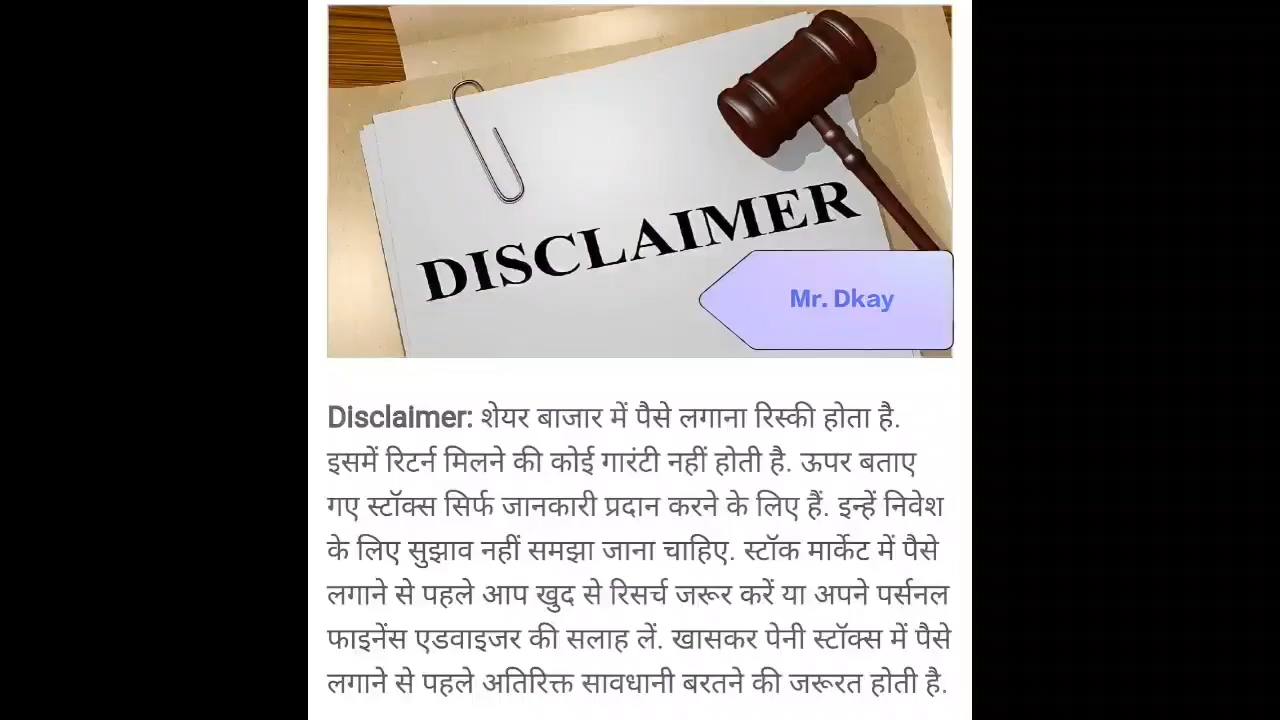 DISCLAIMER
Mr. Dkay
Disclaimer: शेयर बाजार में पैसे लगाना रिस्की होता है.
इसमें रिटर्न मिलने की कोई गारंटी नहीं होती है. ऊपर बताए
गए स्टॉक्स सिर्फ जानकारी प्रदान करने के लिए हैं. इन्हें निवेश
के लिए सुझाव नहीं समझा जाना चाहिए. स्टॉक मार्केट में पैसे
लगाने से पहले आप खुद से रिसर्च जरूर करें या अपने पर्सनल
फाइनेंस एडवाइजर की सलाह लें. खासकर पेनी स्टॉक्स में पैसे
लगाने से पहले अतिरिक्त सावधानी बरतने की जरूरत होती है.